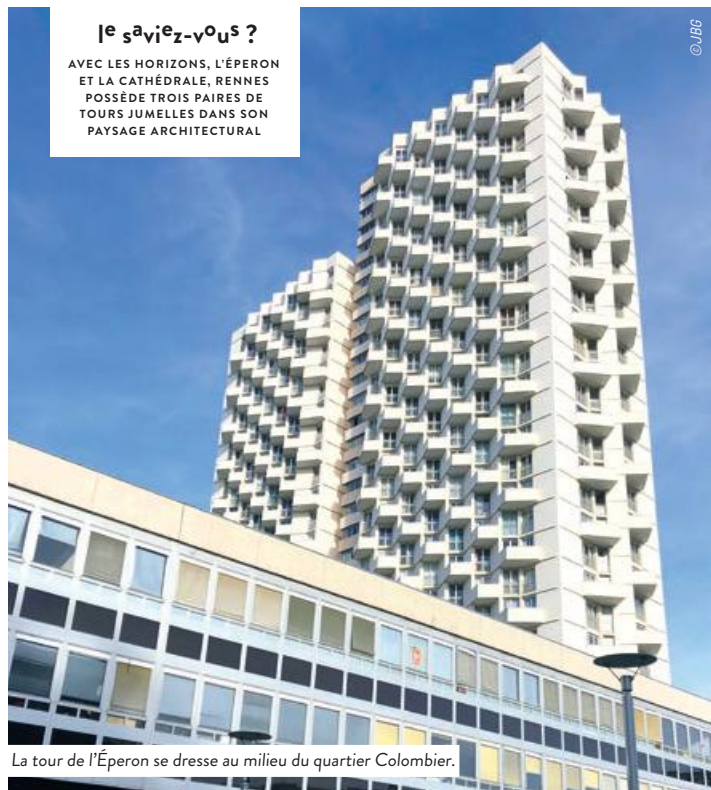 le saviez-vous ?
AVEC LES HORIZONS, L'ÉPERON
ET LA CATHÉDRALE, RENNES
POSSÈDE TROIS PAIRES DE
TOURS JUMELLES DANS SON
PAYSAGE ARCHITECTURAL
©JBG
La tour de l'Éperon se dresse au milieu du quartier Colombier.